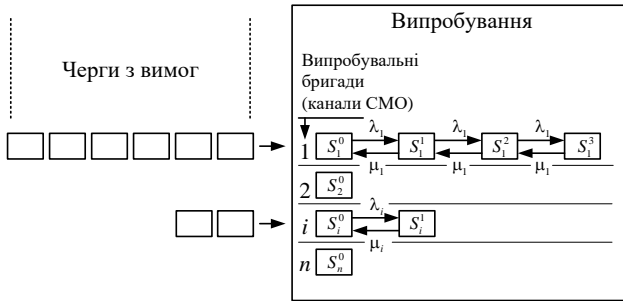 Випробування
Черги з вимог
Випробувальні
бригади
(канали СМО)
λ₁ λ₁ λ₁
1 S₁⁰ S₁¹ S₁² S₁³
μ₁ μ₁ μ₁
2 S₂⁰
λᵢ
i Sᵢ⁰ Sᵢ¹
μᵢ
n Sₙ⁰